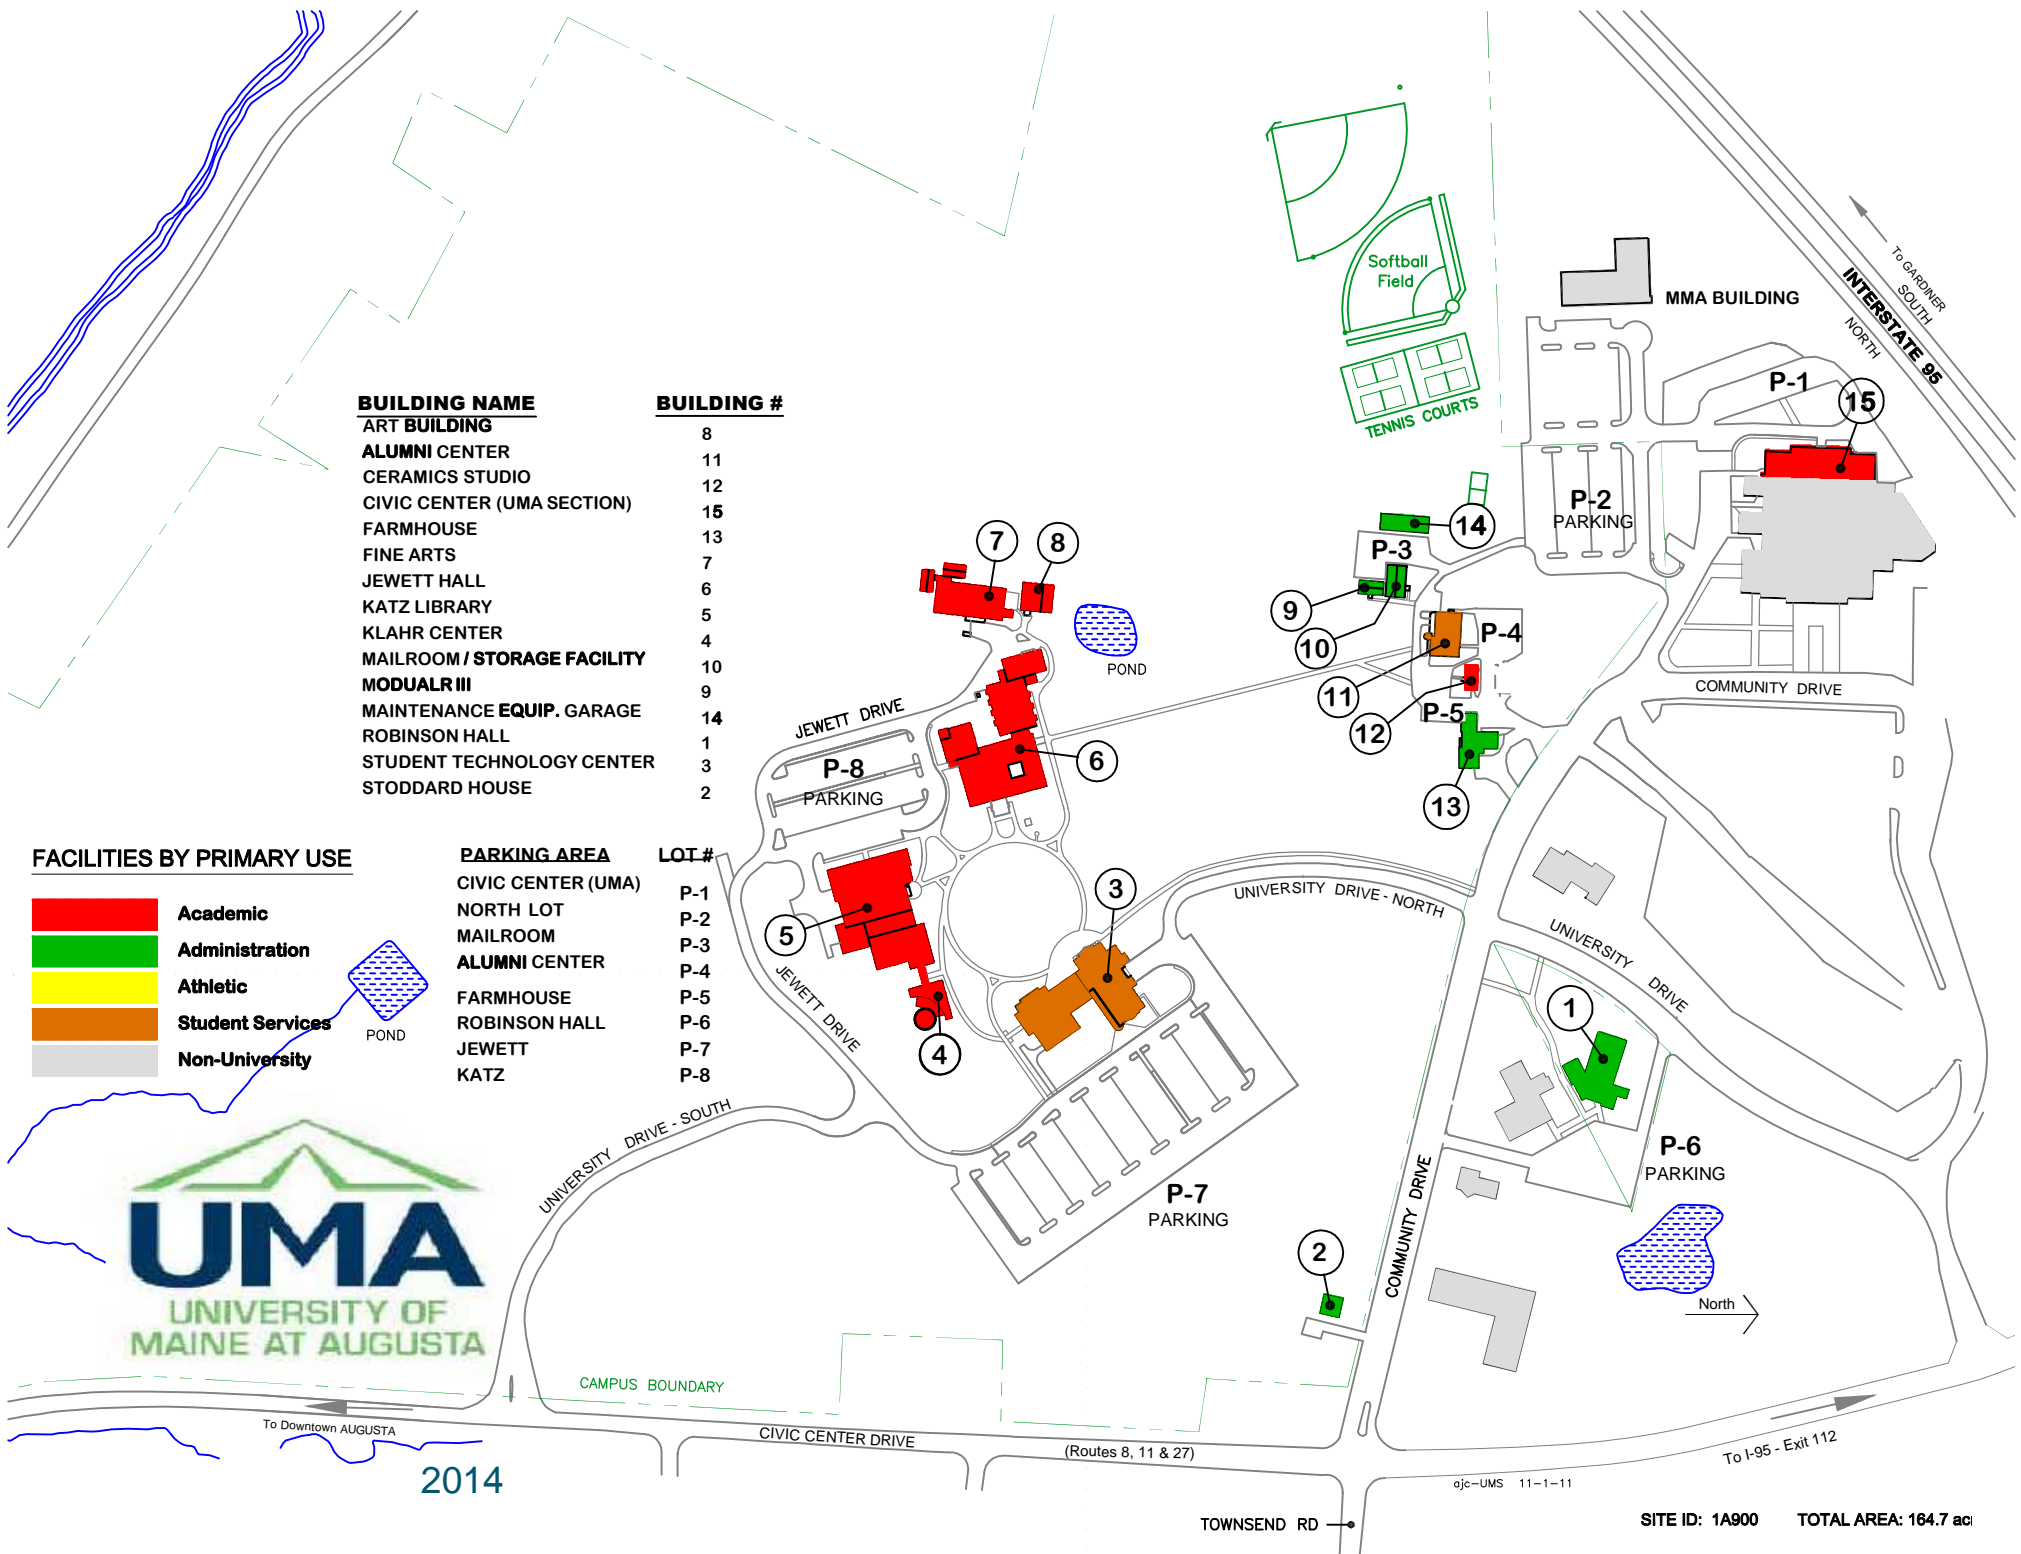 Softball
Field
TENNIS COURTS
MMA BUILDING
To GARDINER
SOUTH
INTERSTATE 95
NORTH
P-1
15
BUILDING NAME BUILDING #
ART BUILDING 8
ALUMNI CENTER 11
CERAMICS STUDIO 12
CIVIC CENTER (UMA SECTION) 15
FARMHOUSE 13
FINE ARTS 7
JEWETT HALL 6
KATZ LIBRARY 5
KLAHR CENTER 4
MAILROOM / STORAGE FACILITY 10
MODUALR III 9
MAINTENANCE EQUIP. GARAGE 14
ROBINSON HALL 1
STUDENT TECHNOLOGY CENTER 3
STODDARD HOUSE 2
P-2
PARKING
14
P-3
7
8
9
10
P-4
11
12
P-5
13
POND
COMMUNITY DRIVE
JEWETT DRIVE
P-8
PARKING
6
FACILITIES BY PRIMARY USE
Academic
Administration
Athletic
Student Services
Non-University
POND
PARKING AREA LOT #
CIVIC CENTER (UMA) P-1
NORTH LOT P-2
MAILROOM P-3
ALUMNI CENTER P-4
FARMHOUSE P-5
ROBINSON HALL P-6
JEWETT P-7
KATZ P-8
5
3
4
JEWETT DRIVE
UNIVERSITY DRIVE - NORTH
UNIVERSITY DRIVE
1
UNIVERSITY DRIVE - SOUTH
P-6
PARKING
P-7
PARKING
COMMUNITY DRIVE
2
North
UMA
UNIVERSITY OF
MAINE AT AUGUSTA
CAMPUS BOUNDARY
To Downtown AUGUSTA
CIVIC CENTER DRIVE
(Routes 8, 11 & 27)
To I-95 - Exit 112
2014
ajc-UMS 11-1-11
TOWNSEND RD
SITE ID: 1A900 TOTAL AREA: 164.7 ac